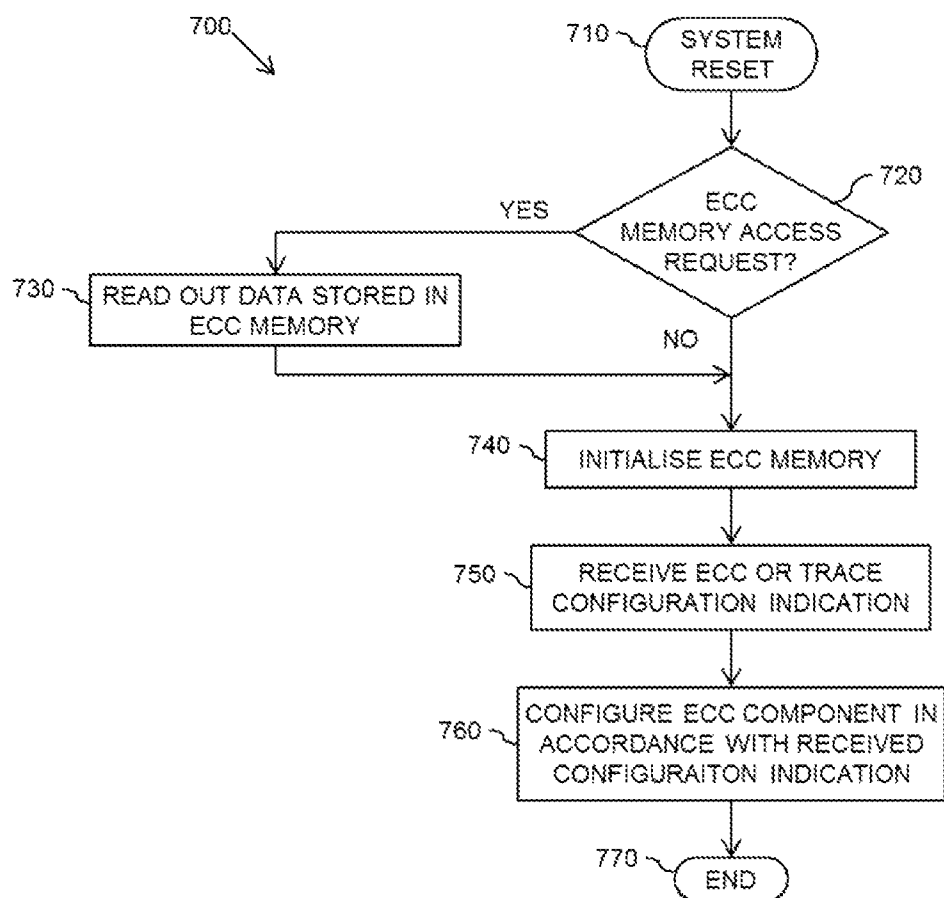 700
710
SYSTEM
RESET
720
ECC
MEMORY ACCESS
REQUEST?
YES
730
READ OUT DATA STORED IN
ECC MEMORY
NO
740
INITIALISE ECC MEMORY
750
RECEIVE ECC OR TRACE
CONFIGURATION INDICATION
760
CONFIGURE ECC COMPONENT IN
ACCORDANCE WITH RECEIVED
CONFIGURAITON INDICATION
770
END